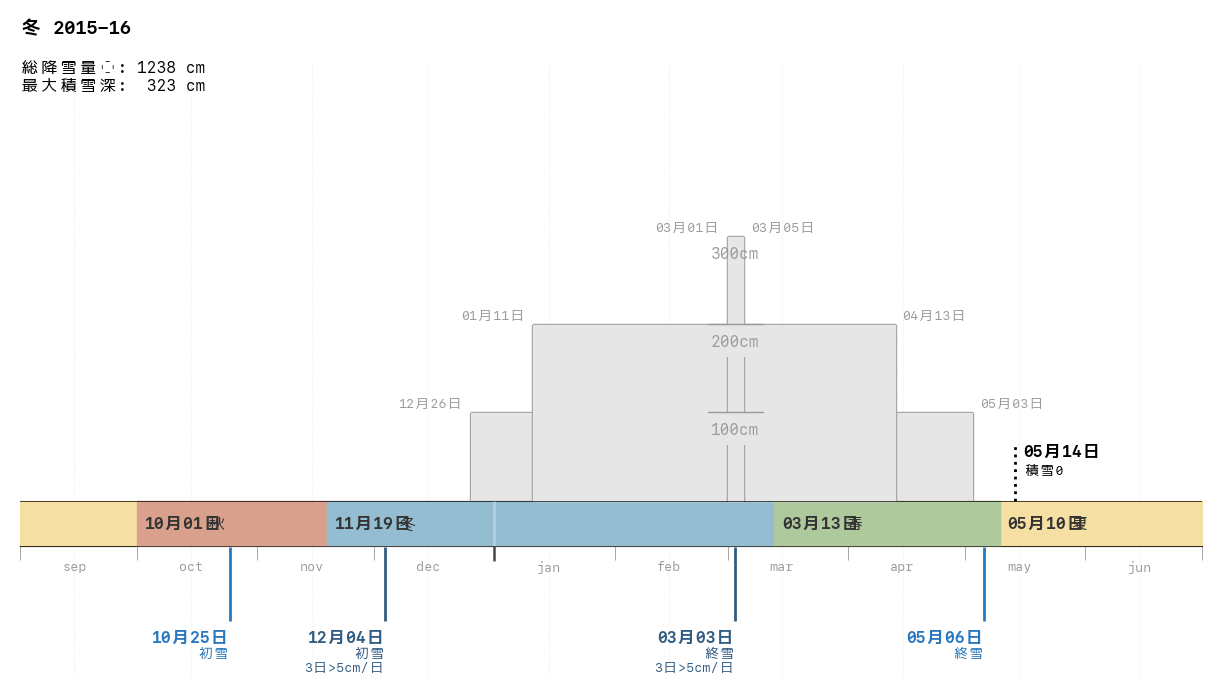 冬 2015−16
総降雪量: 1238 cm
最大積雪深: 323 cm
03月01日 03月05日
300cm
01月11日 04月13日
200cm
12月26日 05月03日
100cm
05月14日
積雪0
10月01日秋 11月19日冬 03月13日春 05月10日夏
sep oct nov dec jan feb mar apr may jun
10月25日 12月04日 03月03日 05月06日
初雪 初雪 終雪 終雪
3日>5cm/日 3日>5cm/日